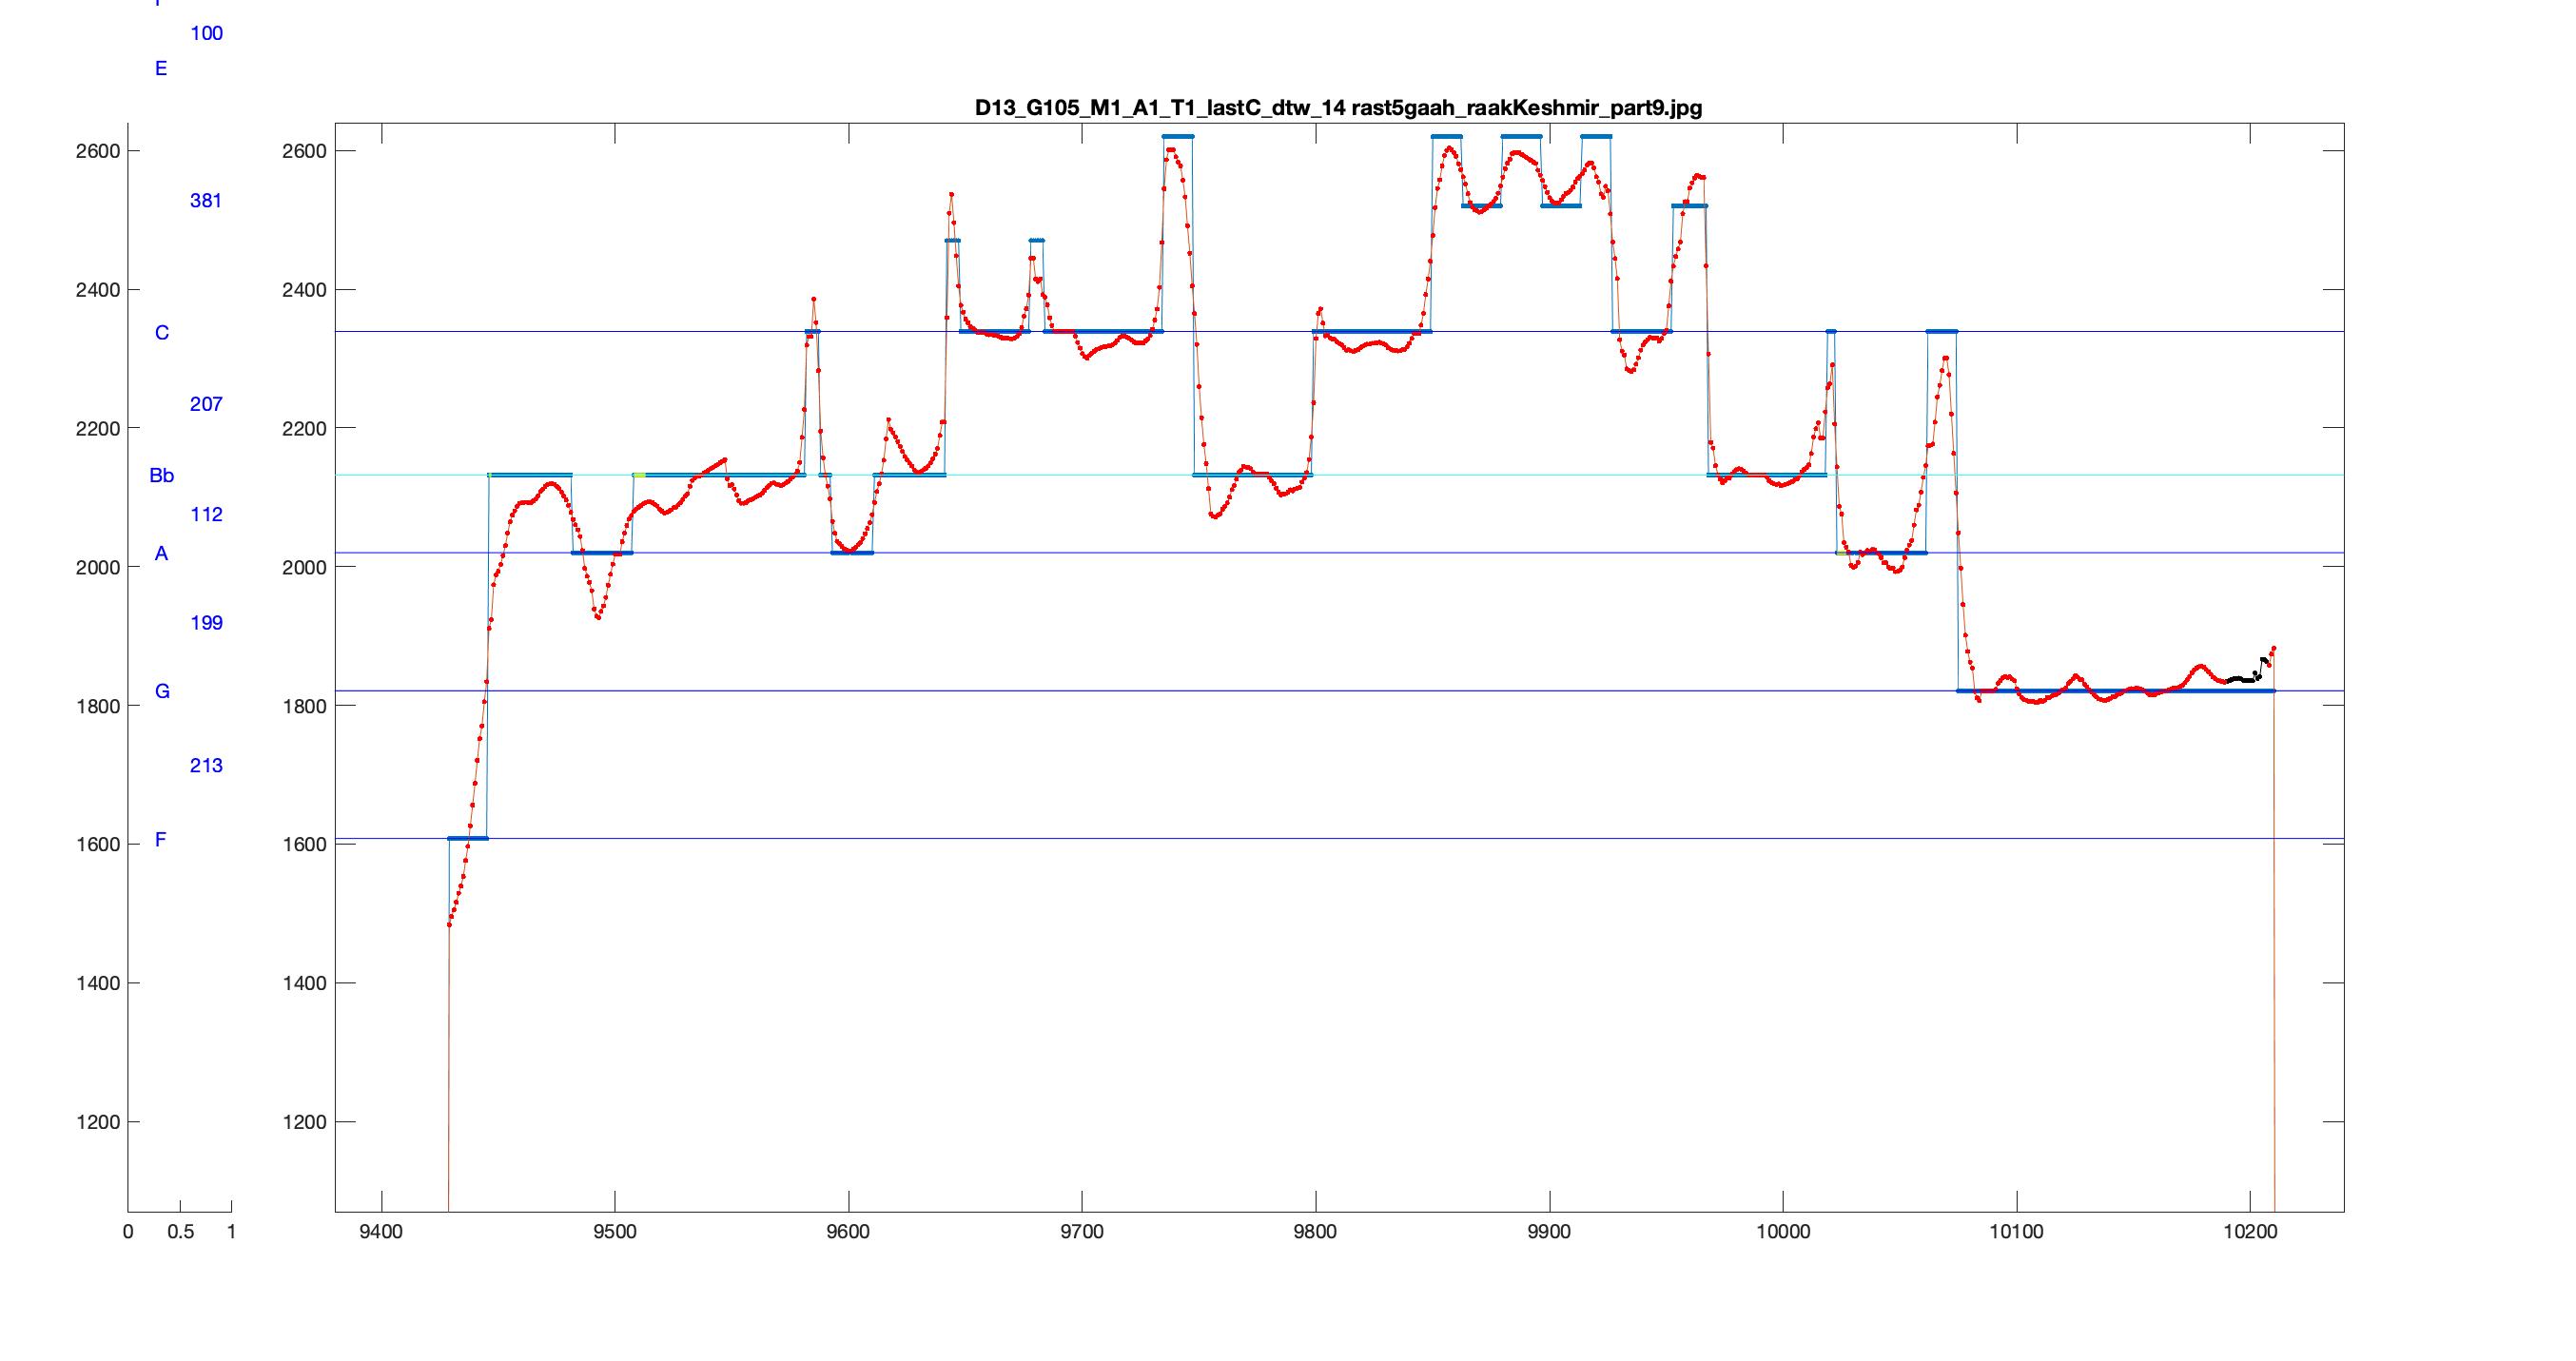 100
E
D13_G105_M1_A1_T1_lastC_dtw_14 rast5gaah_raakKeshmir_part9.jpg
2600 2600
381
2400 2400
C
207
2200 2200
Bb
112
A
2000 2000
199
G
1800 1800
213
F
1600 1600
1400 1400
1200 1200
0 0.5 1 9400 9500 9600 9700 9800 9900 10000 10100 10200